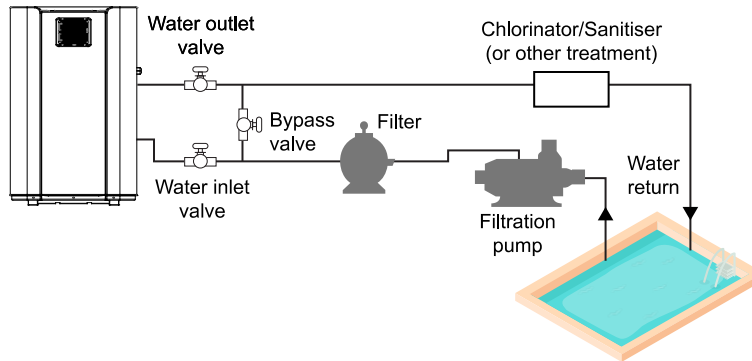 Water outlet
valve
Chlorinator/Sanitiser
(or other treatment)
Bypass
valve
Filter
Water inlet
valve
Filtration
pump
Water
return